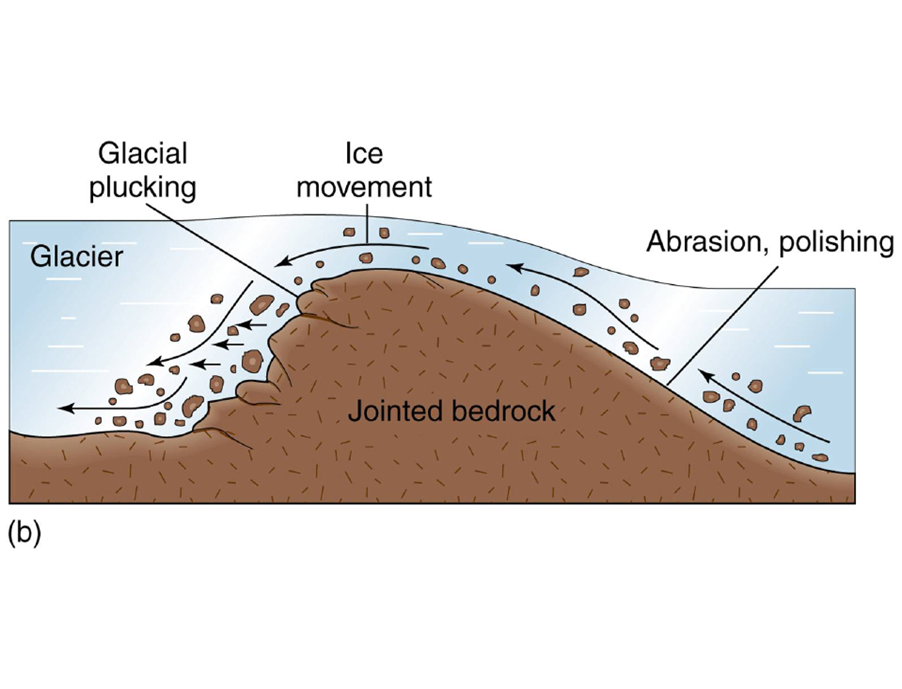 Glacial
plucking
Ice
movement
Abrasion, polishing
Glacier
Jointed bedrock
(b)